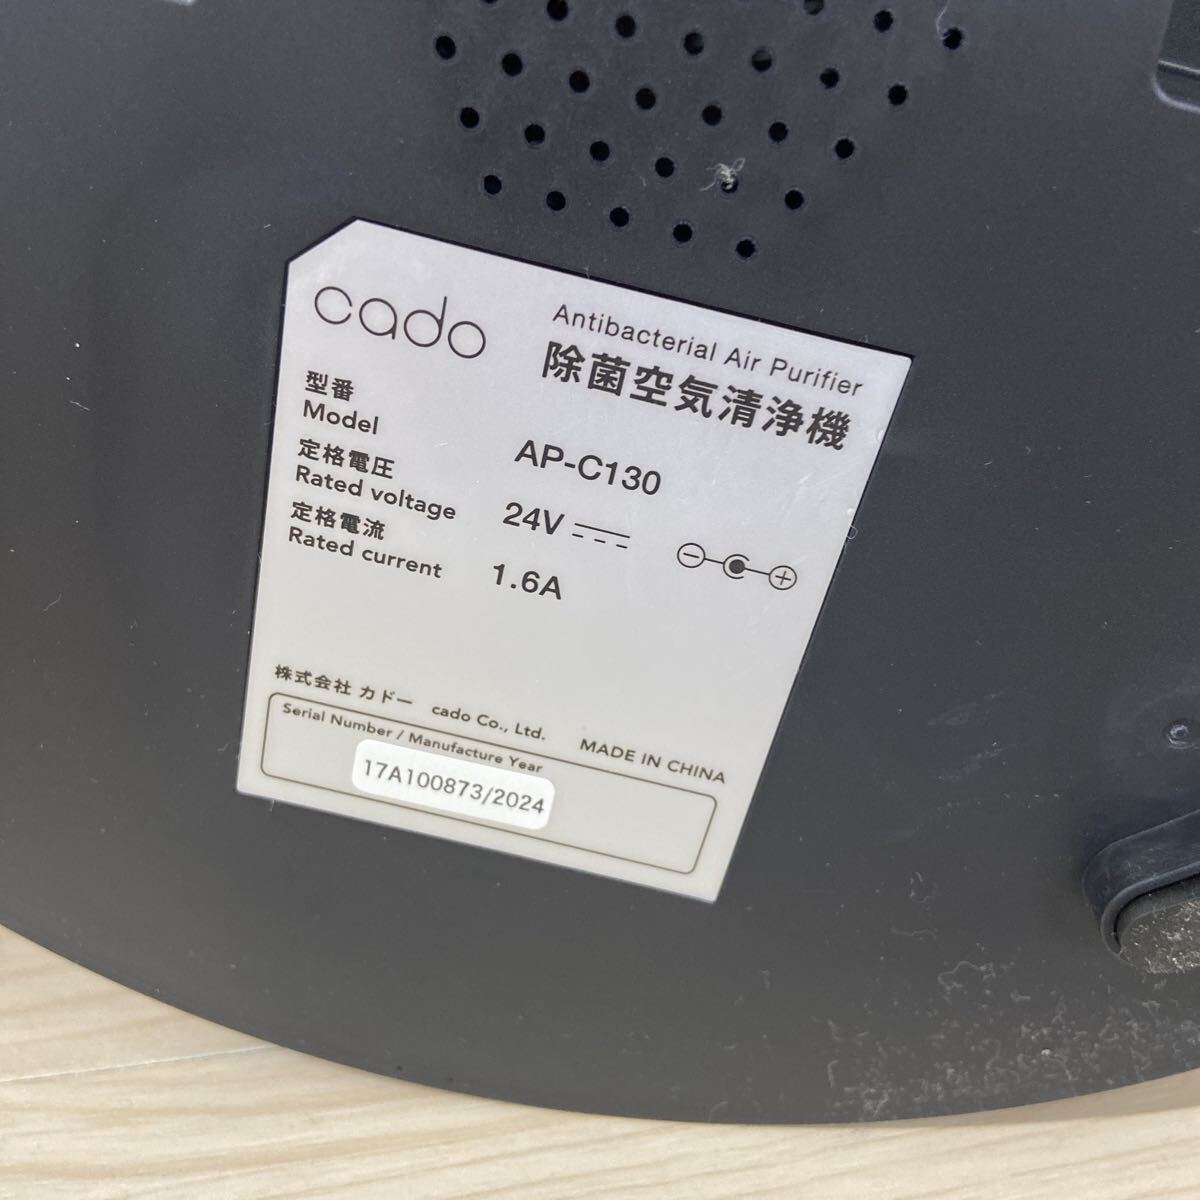 cado
Antibacterial Air Purifier
除菌空気清浄機
型番
Model AP-C130
定格電圧
Rated voltage 24V
定格電流
Rated current 1.6A
株式会社 カドー cado Co., Ltd. MADE IN CHINA
Serial Number / Manufacture Year
17A100873/2024